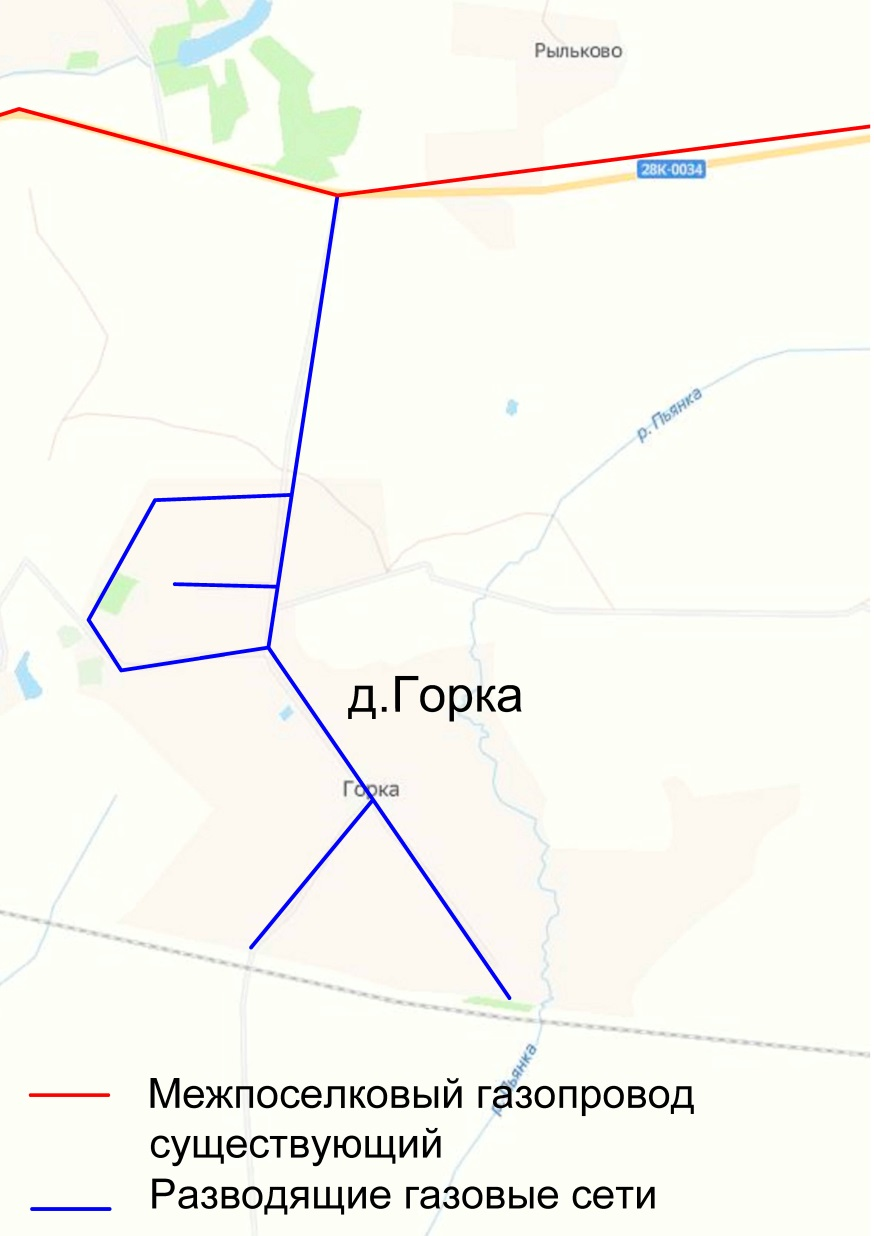 Рыльково
28К-0034
р. Пьянка
д.Горка
Горка
р. Пьянка
Межпоселковый газопровод
существующий
Разводящие газовые сети